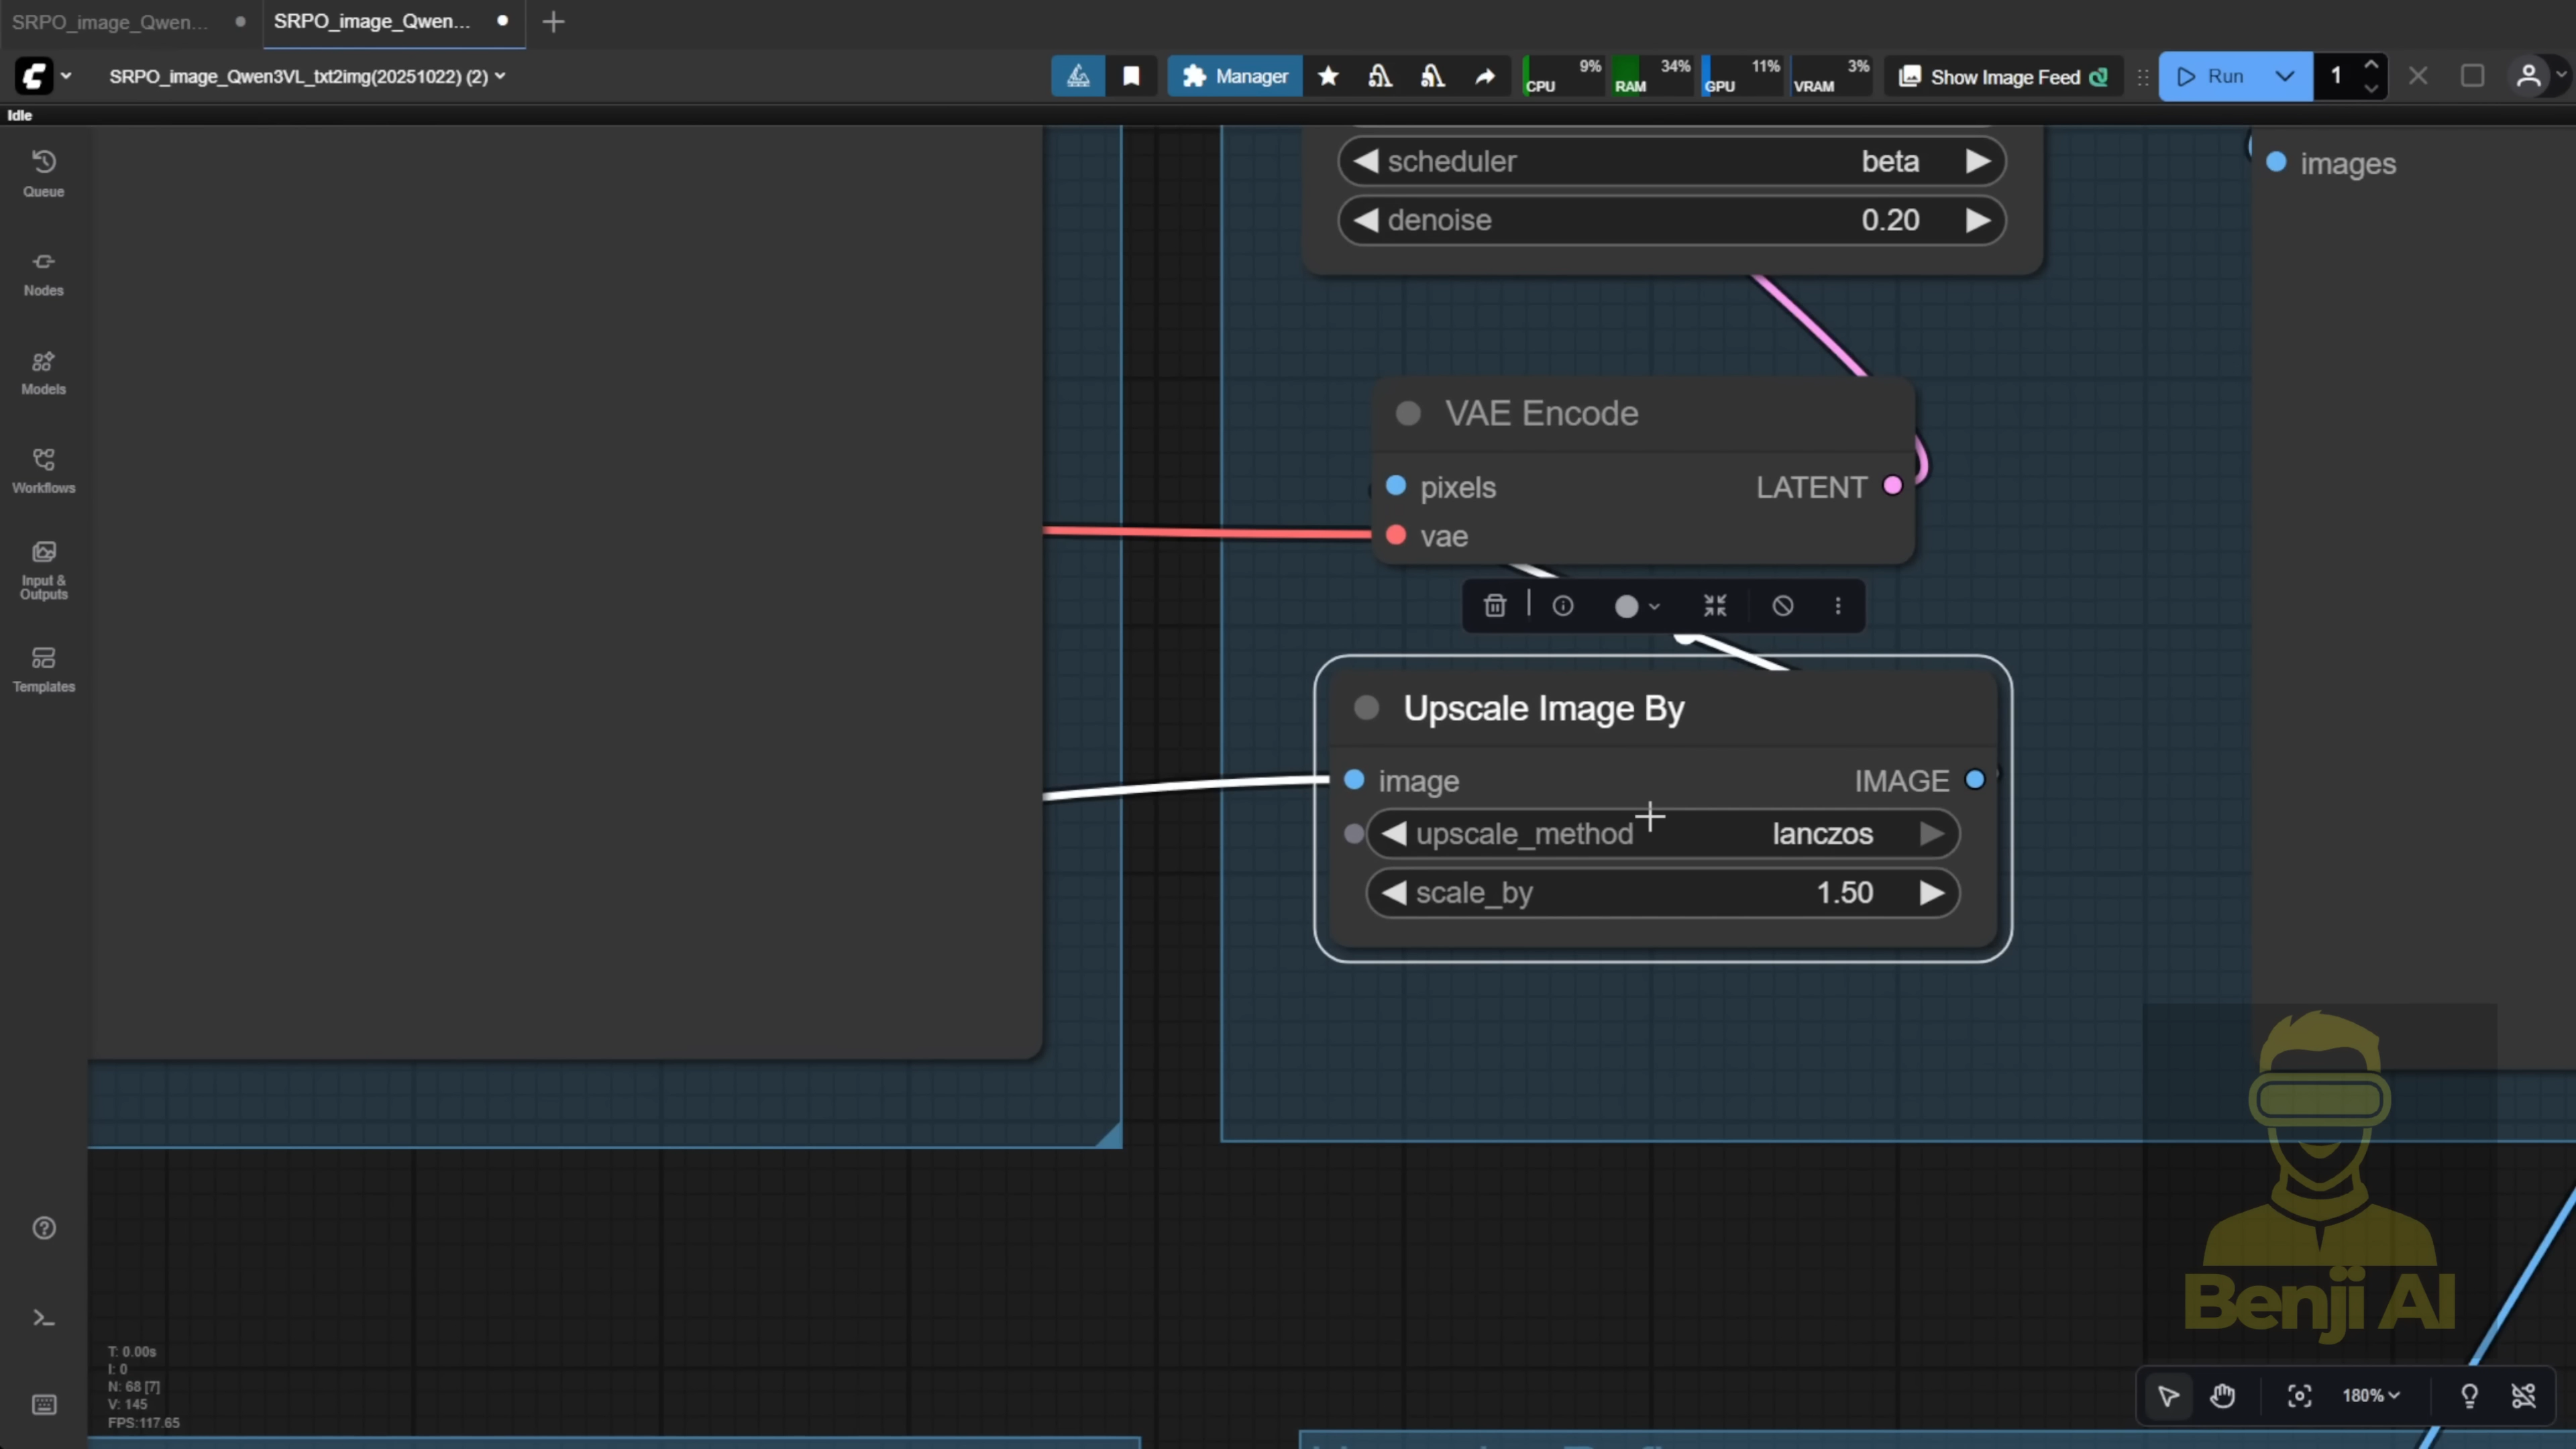 SRPO_image_Qwen...
SRPO_image_Qwen...
SRPO_image_Qwen3VL_txt2img(20251022) (2)
Manager
CPU 9%
RAM 34%
GPU 11%
VRAM 3%
Show Image Feed
Run
1
Idle
Queue
Nodes
Models
Workflows
Input &
Outputs
Templates
scheduler beta
denoise 0.20
images
VAE Encode
pixels LATENT
vae
Upscale Image By
image IMAGE
upscale_method lanczos
scale_by 1.50
Benji AI
T: 0.00s
I: 0
N: 68 [7]
V: 145
FPS:117.65
180%